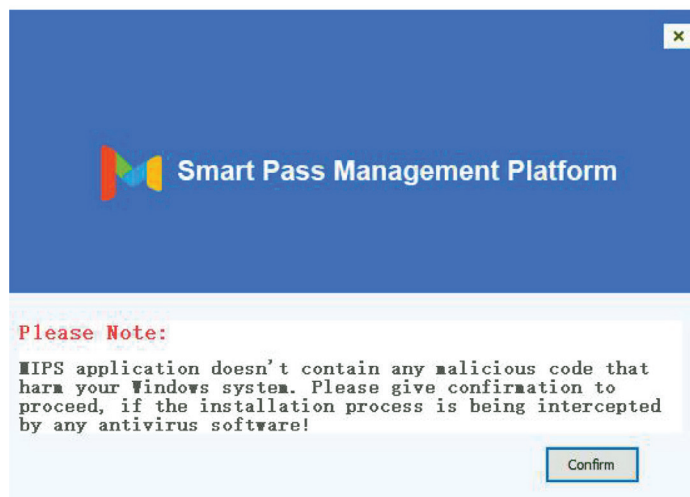 Smart Pass Management Platform
Please Note:
MIPS application doesn't contain any malicious code that
harm your Windows system. Please give confirmation to
proceed, if the installation process is being intercepted
by any antivirus software!
Confirm